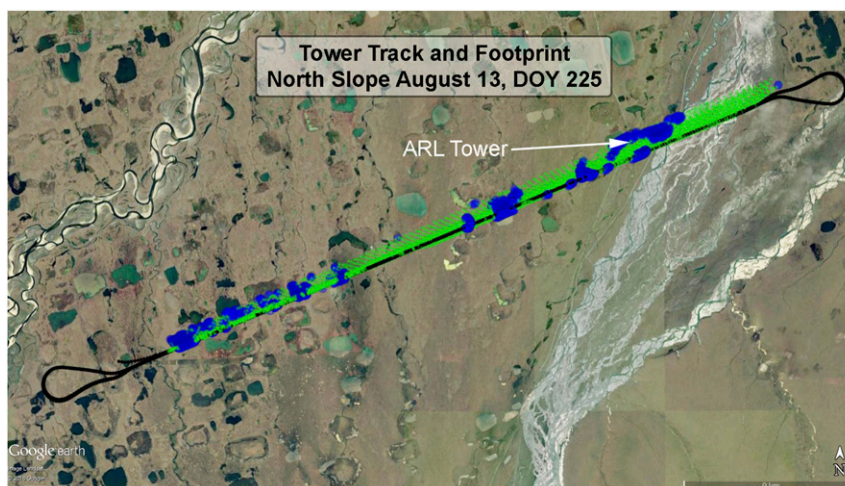 Tower Track and Footprint
North Slope August 13, DOY 225
ARL Tower
Google earth
N